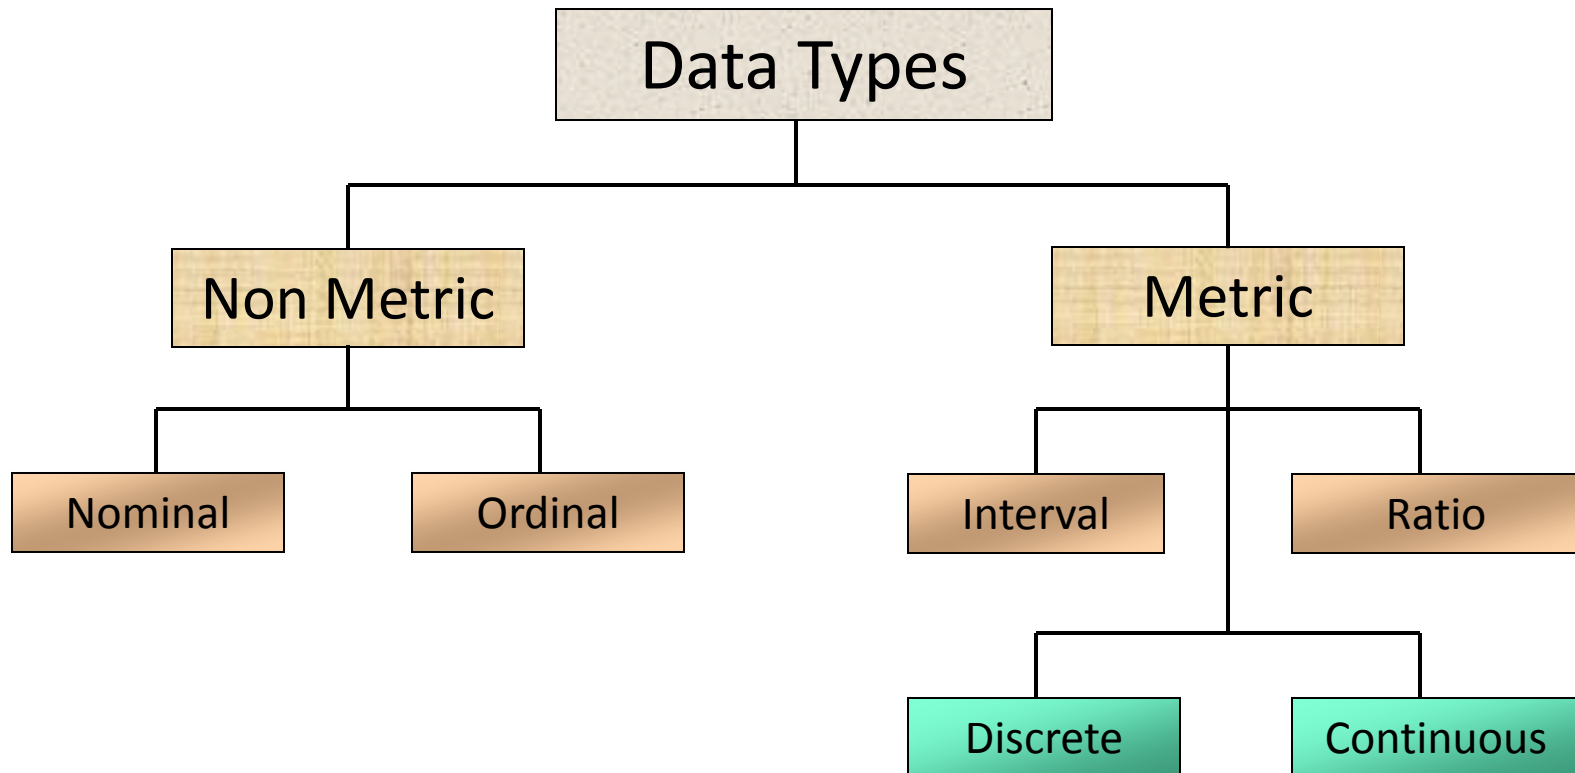 Data Types
Non Metric
Metric
Nominal
Ordinal
Interval
Ratio
Discrete
Continuous